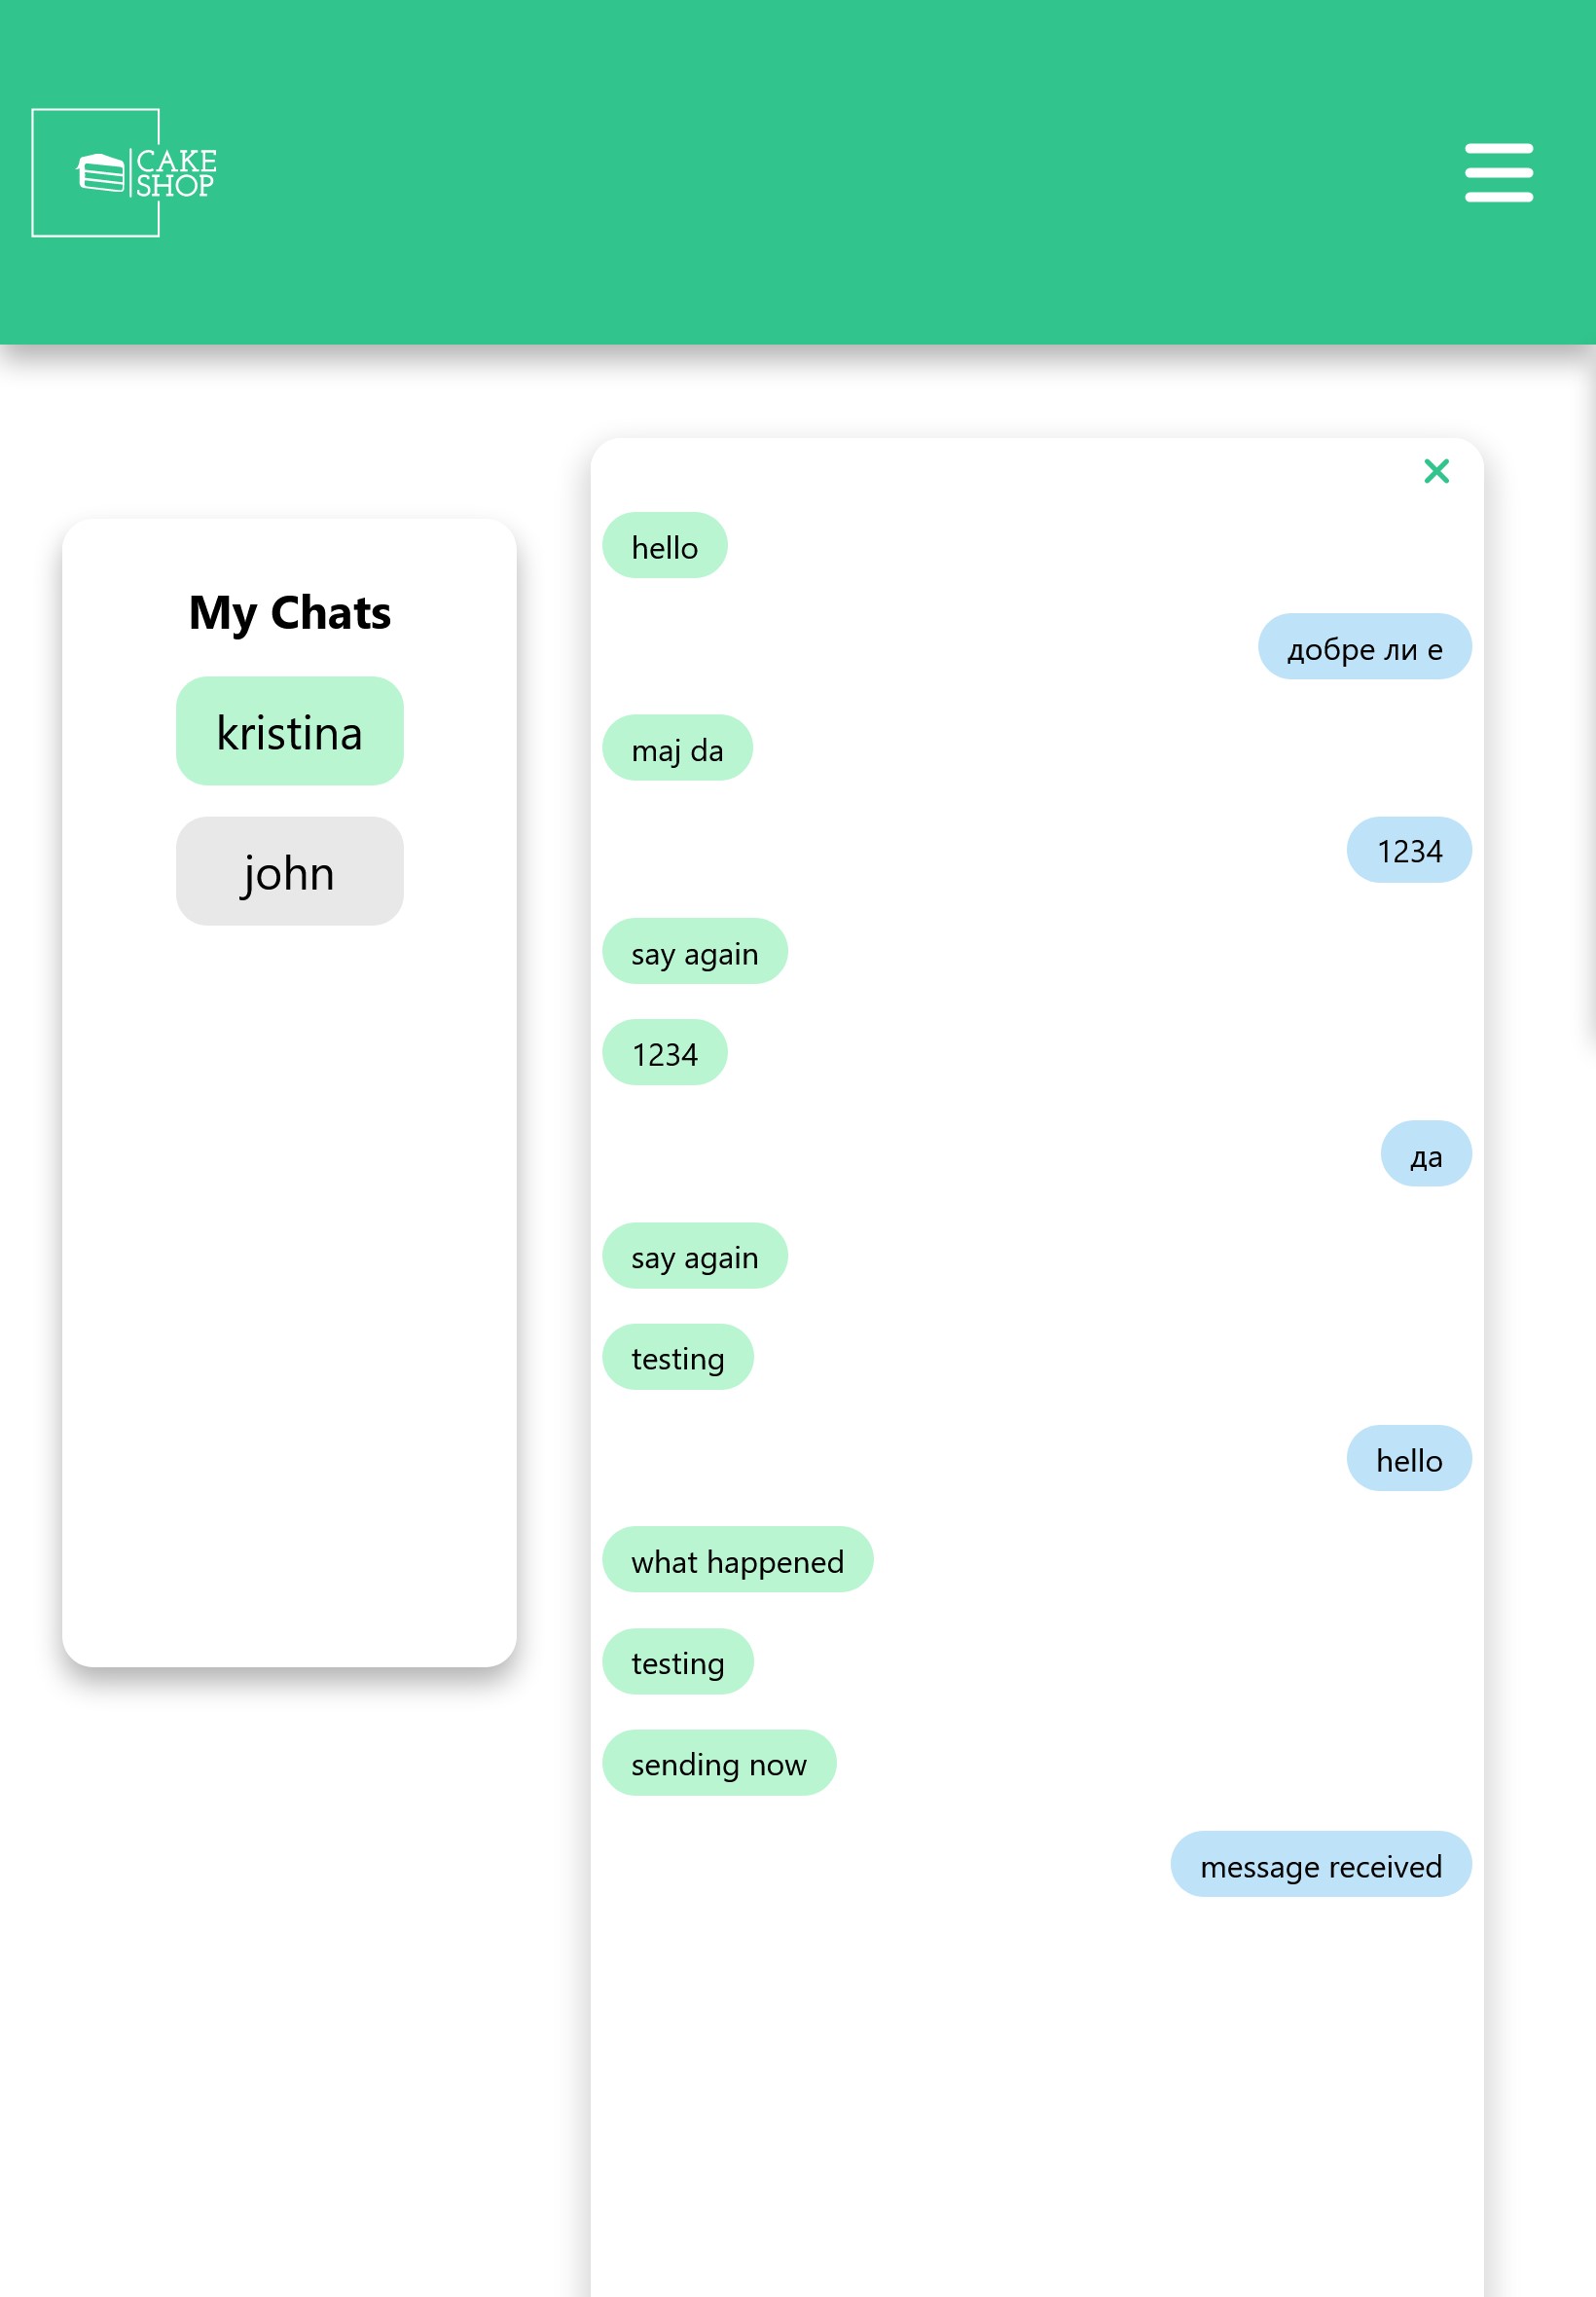 CAKE
SHOP
My Chats
kristina
john
hello
добре ли е
maj da
1234
say again
1234
да
say again
testing
hello
what happened
testing
sending now
message received